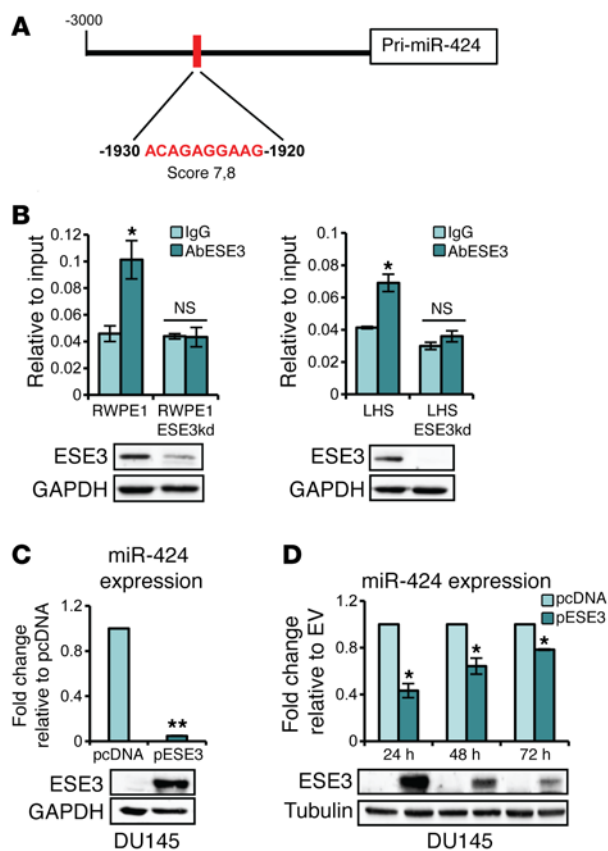 A
-3000
Pri-miR-424
-1930 ACAGAGGAAG-1920
Score 7,8
B
IgG
AbESE3
Relative to input
0.12
0.1
0.08
0.06
0.04
0.02
0
*
NS
RWPE1
RWPE1
ESE3kd
ESE3
GAPDH
IgG
AbESE3
Relative to input
0.1
0.08
0.06
0.04
0.02
0
*
NS
LHS
LHS
ESE3kd
ESE3
GAPDH
C
miR-424
expression
Fold change
relative to pcDNA
1.2
0.8
0.4
0
**
pcDNA
pESE3
ESE3
GAPDH
DU145
D
miR-424 expression
pcDNA
pESE3
Fold change
relative to EV
1.2
0.8
0.4
0
*
*
*
24 h
48 h
72 h
ESE3
Tubulin
DU145